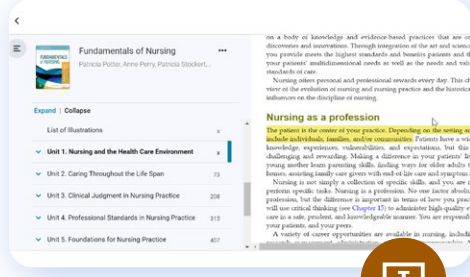 Fundamentals of Nursing
Patricia Potter, Anne Perry, Patricia Stockert,...
Expand | Collapse
List of Illustrations x
Unit 1. Nursing and the Health Care Environment x
Unit 2. Caring Throughout the Life Span 73
Unit 3. Clinical Judgment in Nursing Practice 208
Unit 4. Professional Standards in Nursing Practice 315
Unit 5. Foundations for Nursing Practice 407
on a body of knowledge and evidence-based practices that are co
discoveries and innovations. Through integration of the art and science
you provide meets the highest standards and benefits patients and th
your patients' multidimensional needs as well as the needs and valu
standards of care.
Nursing offers personal and professional rewards every day. This ch
view of the evolution of nursing and nursing practice and the historica
influences on the discipline of nursing.
Nursing as a profession
The patient is the center of your practice. Depending on the setting an
include individuals, families, and/or communities. Patients have a wid
knowledge, experiences, vulnerabilities, and expectations, but this
challenging and rewarding. Making a difference in your patients' liv
young mother learn parenting skills, finding ways for older adults t
homes, assisting family care givers with end-of-life care and symptom
Nursing is not simply a collection of specific skills, and you are n
perform specific tasks. Nursing is a profession. No one factor absolu
profession, but the difference is important in terms of how you prac
will use critical thinking (see Chapter 15) to administer high-quality e
care in a safe, prudent, and knowledgeable manner. You are responsib
your patients, and your peers.
A variety of career opportunities are available in nursing, includin